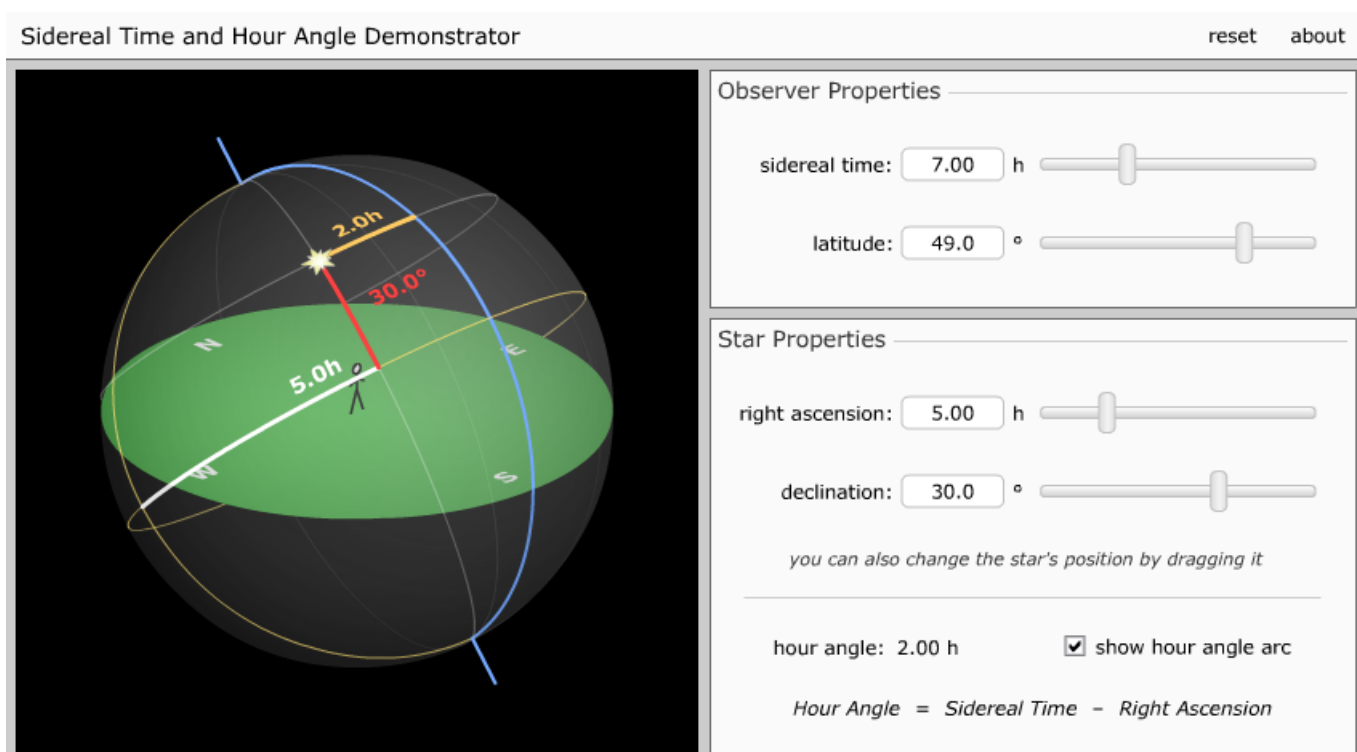 Sidereal Time and Hour Angle Demonstrator reset about
2.0h
30.0°
N
E
5.0h
W
S
Observer Properties
sidereal time: 7.00 h
latitude: 49.0 °
Star Properties
right ascension: 5.00 h
declination: 30.0 °
you can also change the star's position by dragging it
hour angle: 2.00 h show hour angle arc
Hour Angle = Sidereal Time – Right Ascension